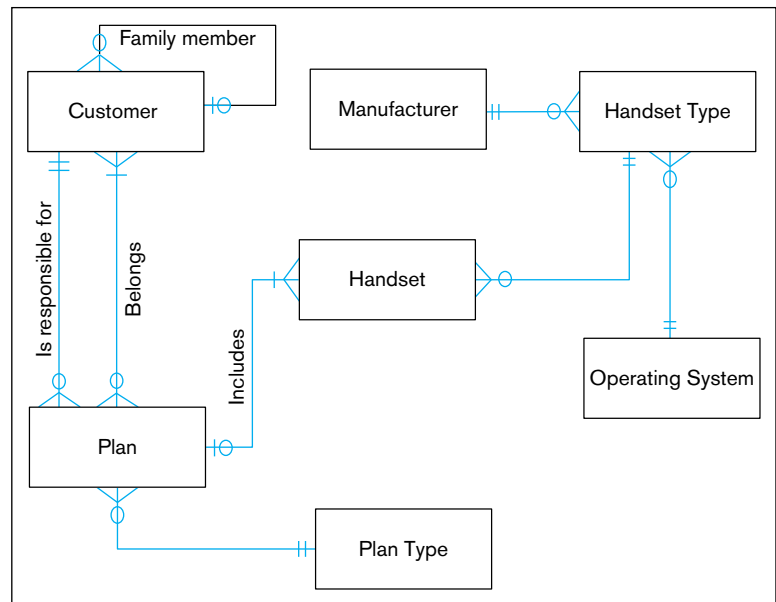 Family member
Customer
Manufacturer
Handset Type
Is responsible for
Belongs
Handset
Includes
Operating System
Plan
Plan Type